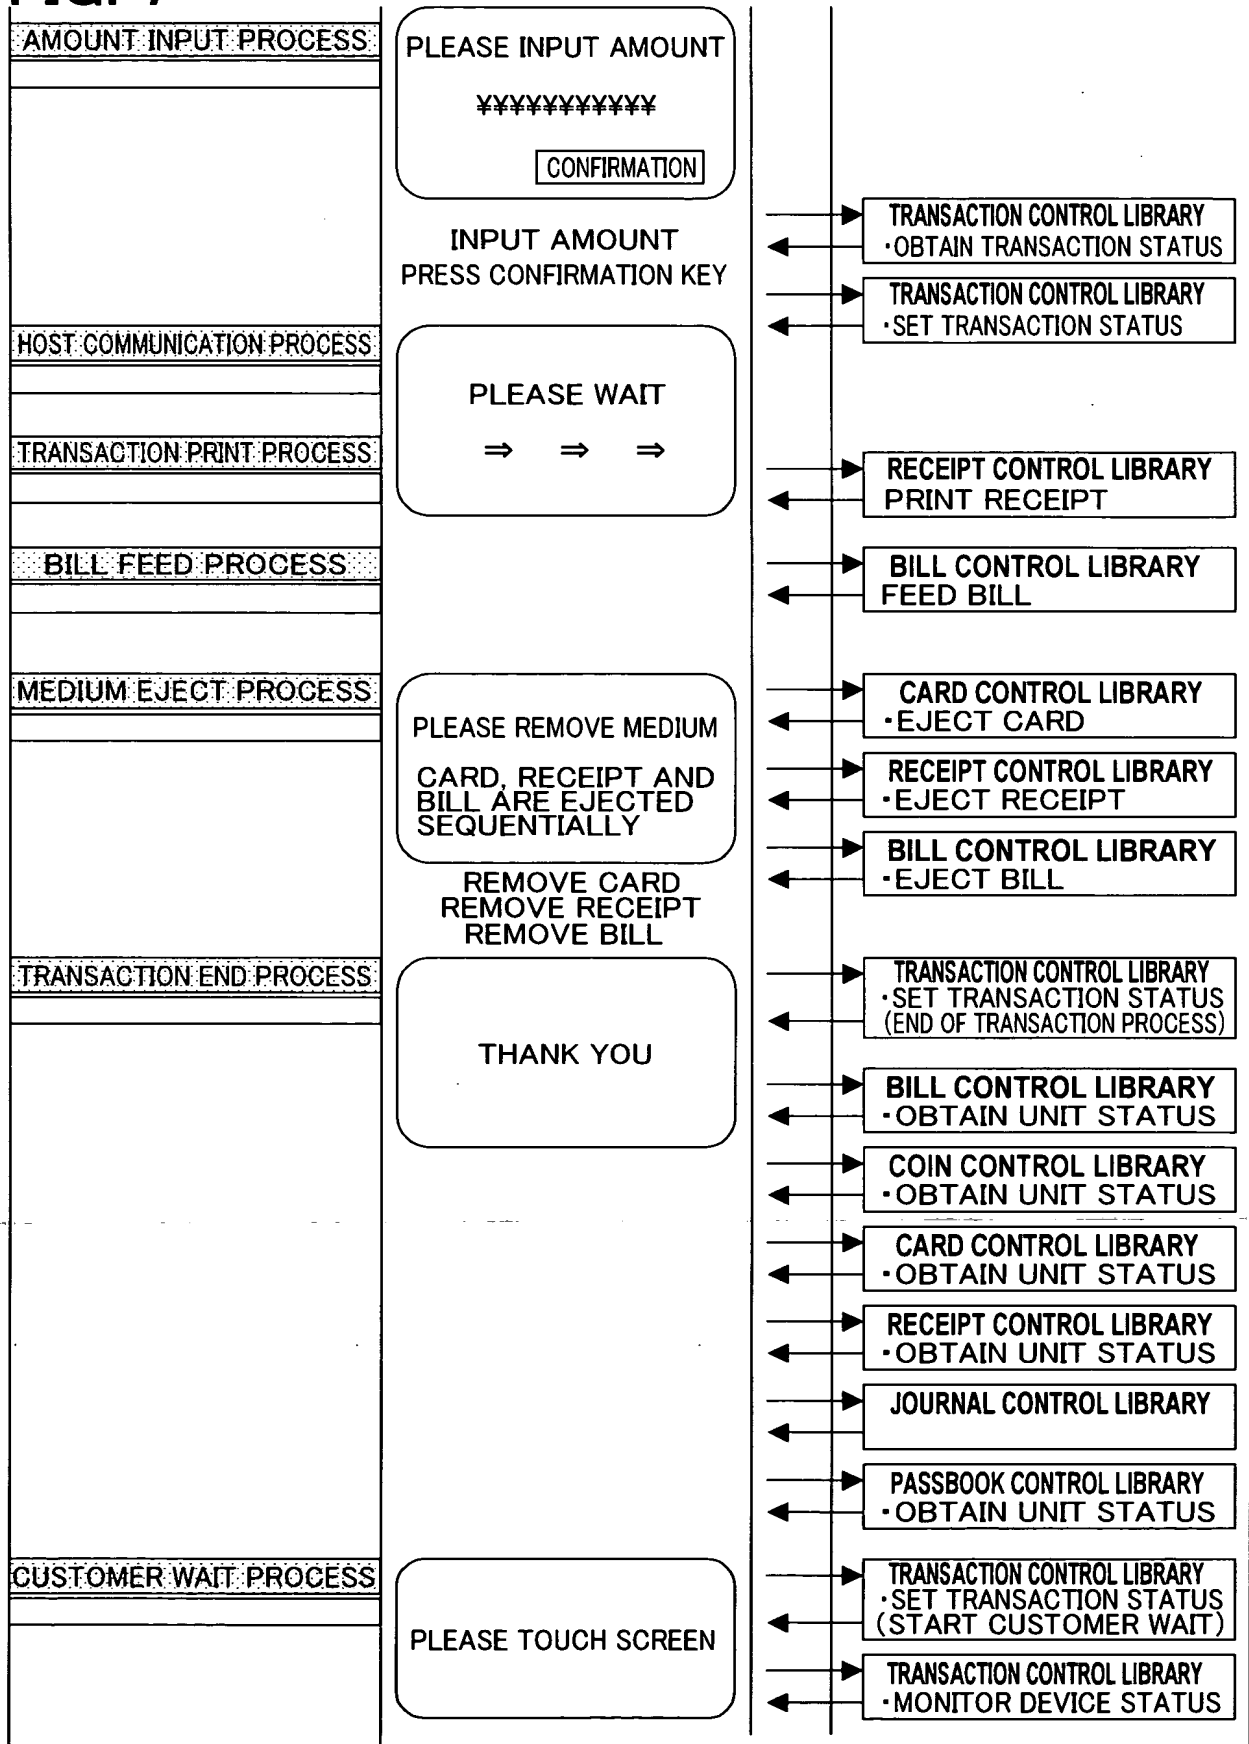 AMOUNT INPUT PROCESS
PLEASE INPUT AMOUNT
¥¥¥¥¥¥¥¥¥¥¥
CONFIRMATION
INPUT AMOUNT
PRESS CONFIRMATION KEY
TRANSACTION CONTROL LIBRARY
・OBTAIN TRANSACTION STATUS
TRANSACTION CONTROL LIBRARY
・SET TRANSACTION STATUS
HOST COMMUNICATION PROCESS
PLEASE WAIT
⇒ ⇒ ⇒
TRANSACTION PRINT PROCESS
RECEIPT CONTROL LIBRARY
PRINT RECEIPT
BILL FEED PROCESS
BILL CONTROL LIBRARY
FEED BILL
MEDIUM EJECT PROCESS
PLEASE REMOVE MEDIUM
CARD, RECEIPT AND
BILL ARE EJECTED
SEQUENTIALLY
REMOVE CARD
REMOVE RECEIPT
REMOVE BILL
CARD CONTROL LIBRARY
・EJECT CARD
RECEIPT CONTROL LIBRARY
・EJECT RECEIPT
BILL CONTROL LIBRARY
・EJECT BILL
TRANSACTION END PROCESS
THANK YOU
TRANSACTION CONTROL LIBRARY
・SET TRANSACTION STATUS
(END OF TRANSACTION PROCESS)
BILL CONTROL LIBRARY
・OBTAIN UNIT STATUS
COIN CONTROL LIBRARY
・OBTAIN UNIT STATUS
CARD CONTROL LIBRARY
・OBTAIN UNIT STATUS
RECEIPT CONTROL LIBRARY
・OBTAIN UNIT STATUS
JOURNAL CONTROL LIBRARY
PASSBOOK CONTROL LIBRARY
・OBTAIN UNIT STATUS
CUSTOMER WAIT PROCESS
PLEASE TOUCH SCREEN
TRANSACTION CONTROL LIBRARY
・SET TRANSACTION STATUS
(START CUSTOMER WAIT)
TRANSACTION CONTROL LIBRARY
・MONITOR DEVICE STATUS